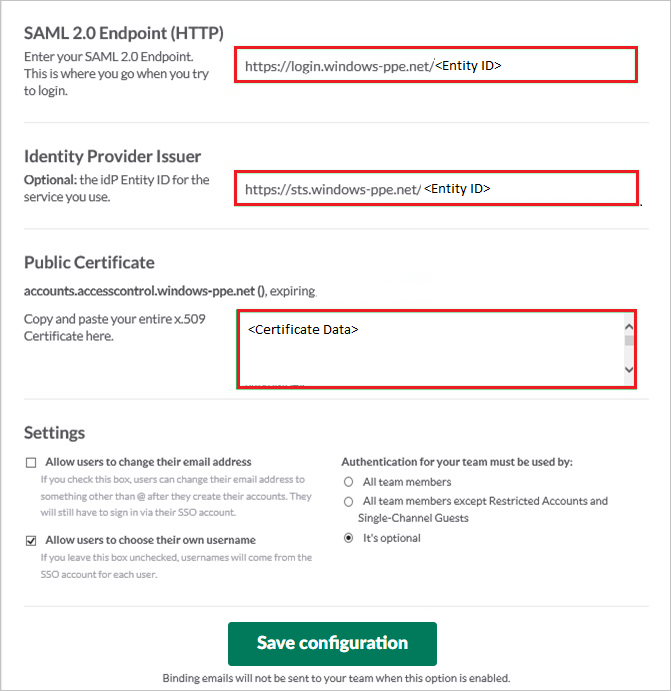 SAML 2.0 Endpoint (HTTP)
Enter your SAML 2.0 Endpoint.
This is where you go when you try
to login.
https://login.windows-ppe.net/<Entity ID>
Identity Provider Issuer
Optional: the idP Entity ID for the
service you use.
https://sts.windows-ppe.net/ <Entity ID>
.
Public Certificate
accounts.accesscontrol.windows-ppe.net (), expiring
Copy and paste your entire x.509
Certificate here.
<Certificate Data>
Settings
Allow users to change their email address
If you check this box, users can change their email address to
something other than @ after they create their accounts. They
will still have to sign in via their SSO account.
Allow users to choose their own username
If you leave this box unchecked, usernames will come from the
SSO account for each user.
Authentication for your team must be used by:
All team members
All team members except Restricted Accounts and
Single-Channel Guests
It's optional
Save configuration
Binding emails will not be sent to your team when this option is enabled.